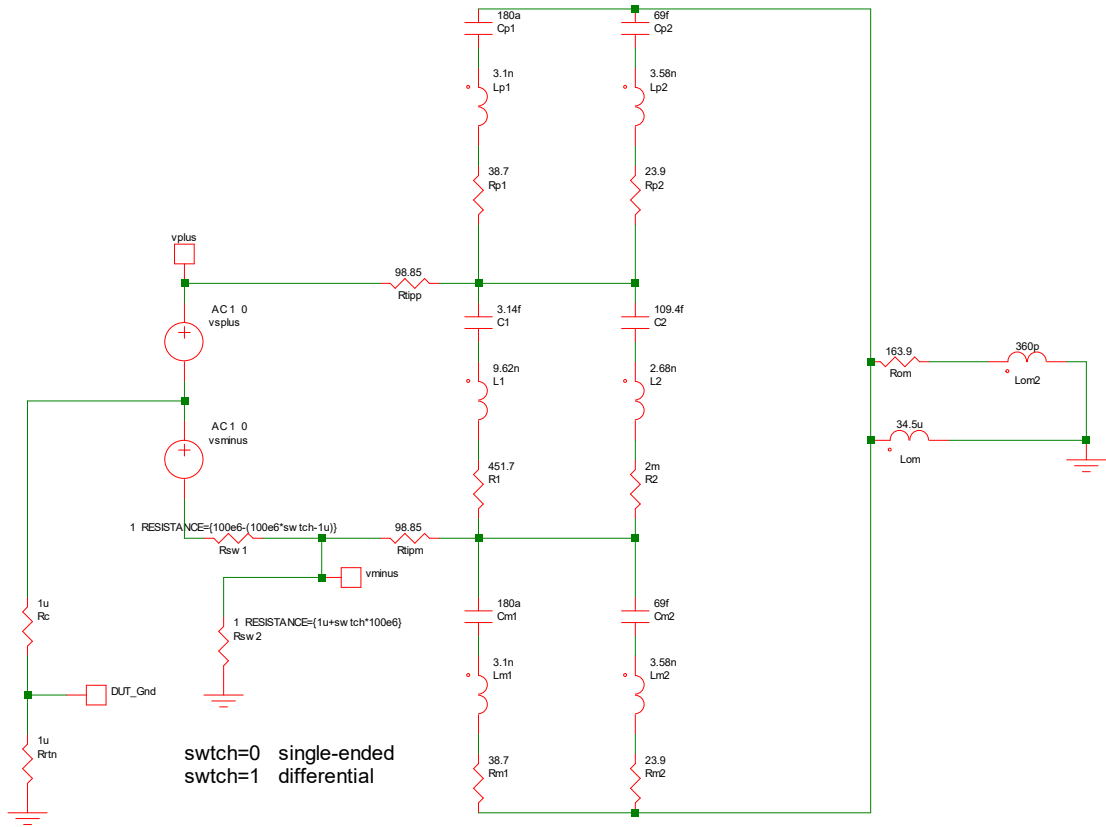 180a
Cp1
69f
Cp2
3.1n
Lp1
3.58n
Lp2
38.7
Rp1
23.9
Rp2
vplus
98.85
Rtipp
AC 1 0
vsplus
3.14f
C1
109.4f
C2
163.9
Rom
360p
Lom2
9.62n
L1
2.68n
L2
AC 1 0
vsminus
34.5u
Lom
451.7
R1
2m
R2
1 RESISTANCE={100e6-(100e6*swtch-1u)}
Rsw1
98.85
Rtipm
vminus
1u
Rc
180a
Cm1
69f
Cm2
1 RESISTANCE={1u+swtch*100e6}
Rsw2
3.1n
Lm1
3.58n
Lm2
DUT_Gnd
1u
Rrtn
38.7
Rm1
23.9
Rm2
swtch=0 single-ended
swtch=1 differential